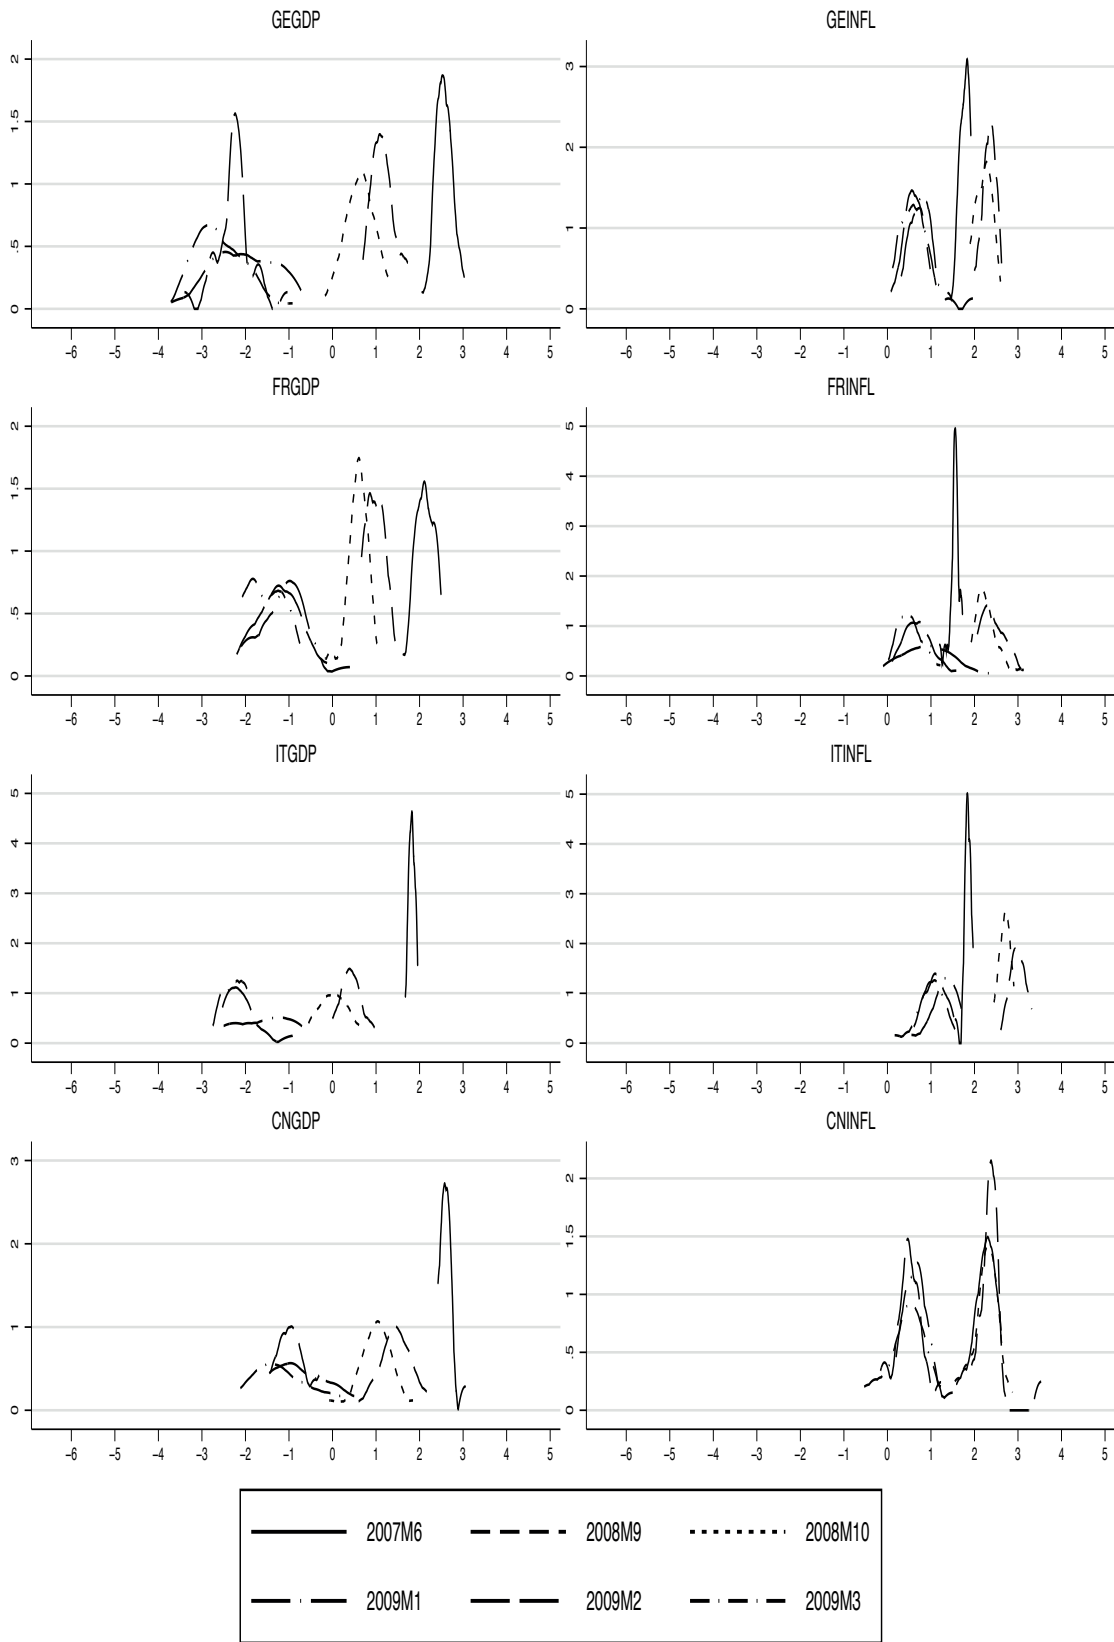 GEGDP
GEINFL
0 .5 1 1.5 2
0 1 2 3
−6 −5 −4 −3 −2 −1 0 1 2 3 4 5
−6 −5 −4 −3 −2 −1 0 1 2 3 4 5
FRGDP
FRINFL
0 .5 1 1.5 2
0 1 2 3 4 5
−6 −5 −4 −3 −2 −1 0 1 2 3 4 5
−6 −5 −4 −3 −2 −1 0 1 2 3 4 5
ITGDP
ITINFL
0 1 2 3 4 5
0 1 2 3 4 5
−6 −5 −4 −3 −2 −1 0 1 2 3 4 5
−6 −5 −4 −3 −2 −1 0 1 2 3 4 5
CNGDP
CNINFL
0 1 2 3
0 .5 1 1.5 2
−6 −5 −4 −3 −2 −1 0 1 2 3 4 5
−6 −5 −4 −3 −2 −1 0 1 2 3 4 5
2007M6 2008M9 2008M10
2009M1 2009M2 2009M3